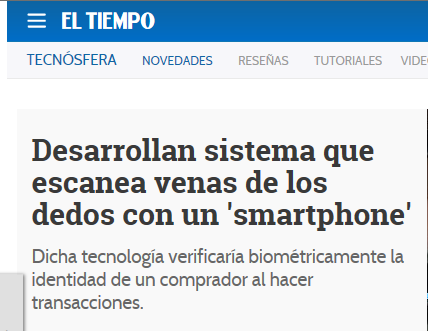 EL TIEMPO
TECNÓSFERA NOVEDADES RESEÑAS TUTORIALES VIDE
Desarrollan sistema que
escanea venas de los
dedos con un 'smartphone'
Dicha tecnología verificaría biométricamente la
identidad de un comprador al hacer
transacciones.